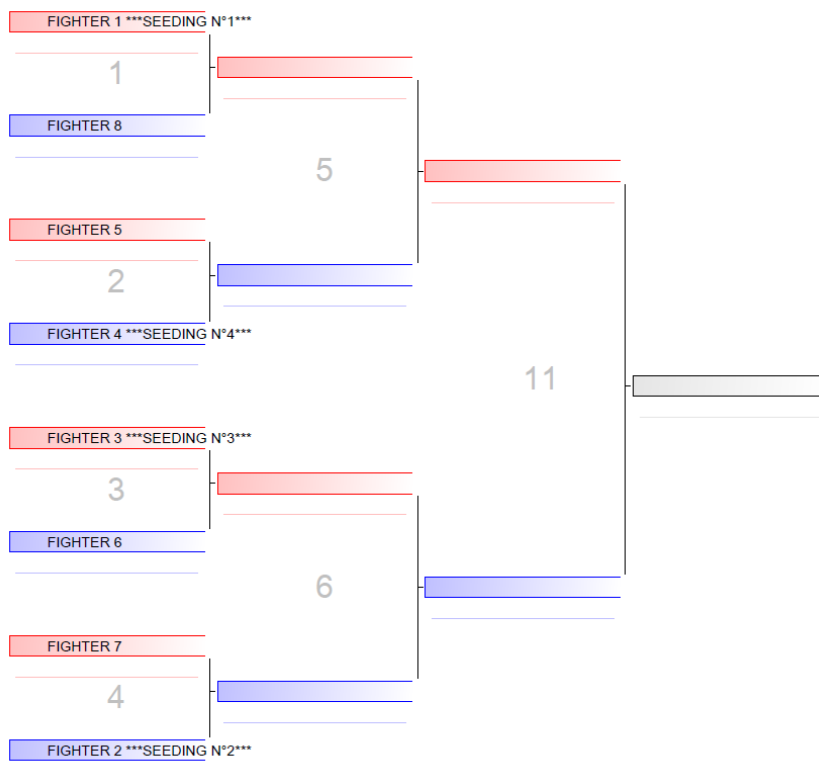 FIGHTER 1 ***SEEDING N°1***
1
FIGHTER 8
5
FIGHTER 5
2
FIGHTER 4 ***SEEDING N°4***
11
FIGHTER 3 ***SEEDING N°3***
3
FIGHTER 6
6
FIGHTER 7
4
FIGHTER 2 ***SEEDING N°2***